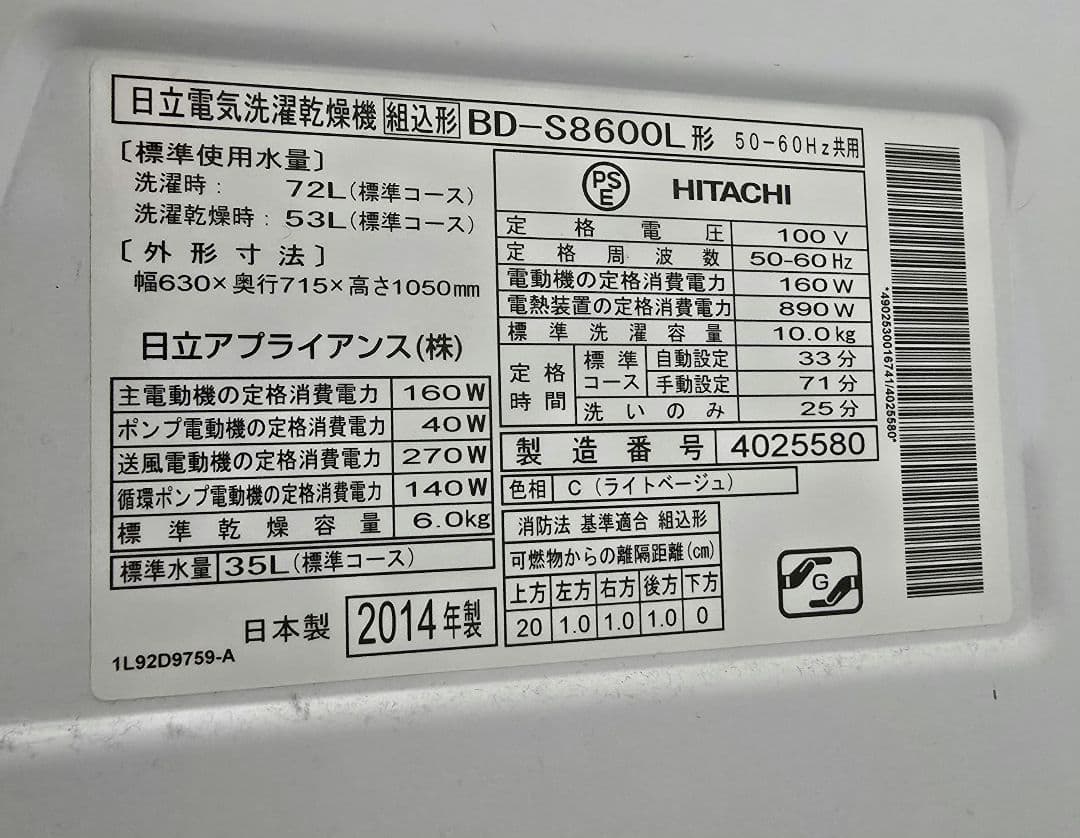 日立電気洗濯乾燥機 組込形 BD-S8600L形 50-60Hz共用
〔標準使用水量〕
洗濯時: 72L(標準コース)
洗濯乾燥時: 53L(標準コース)
〔外形寸法〕
幅630×奥行715×高さ1050mm
日立アプライアンス(株)
主電動機の定格消費電力 160W
ポンプ電動機の定格消費電力 40W
送風電動機の定格消費電力 270W
循環ポンプ電動機の定格消費電力 140W
標準乾燥容量 6.0kg
標準水量 35L(標準コース)
日本製 2014年製
1L92D9759-A
PSE HITACHI
定格電圧 100V
定格周波数 50-60Hz
電動機の定格消費電力 160W
電熱装置の定格消費電力 890W
標準洗濯容量 10.0kg
定格時間 標準コース 自動設定 33分
手動設定 71分
洗いのみ 25分
製造番号 4025580
色相 C(ライトベージュ)
消防法 基準適合 組込形
可燃物からの離隔距離(cm)
上方 左方 右方 後方 下方
20 1.0 1.0 1.0 0
G
*4902530016741/4025580*